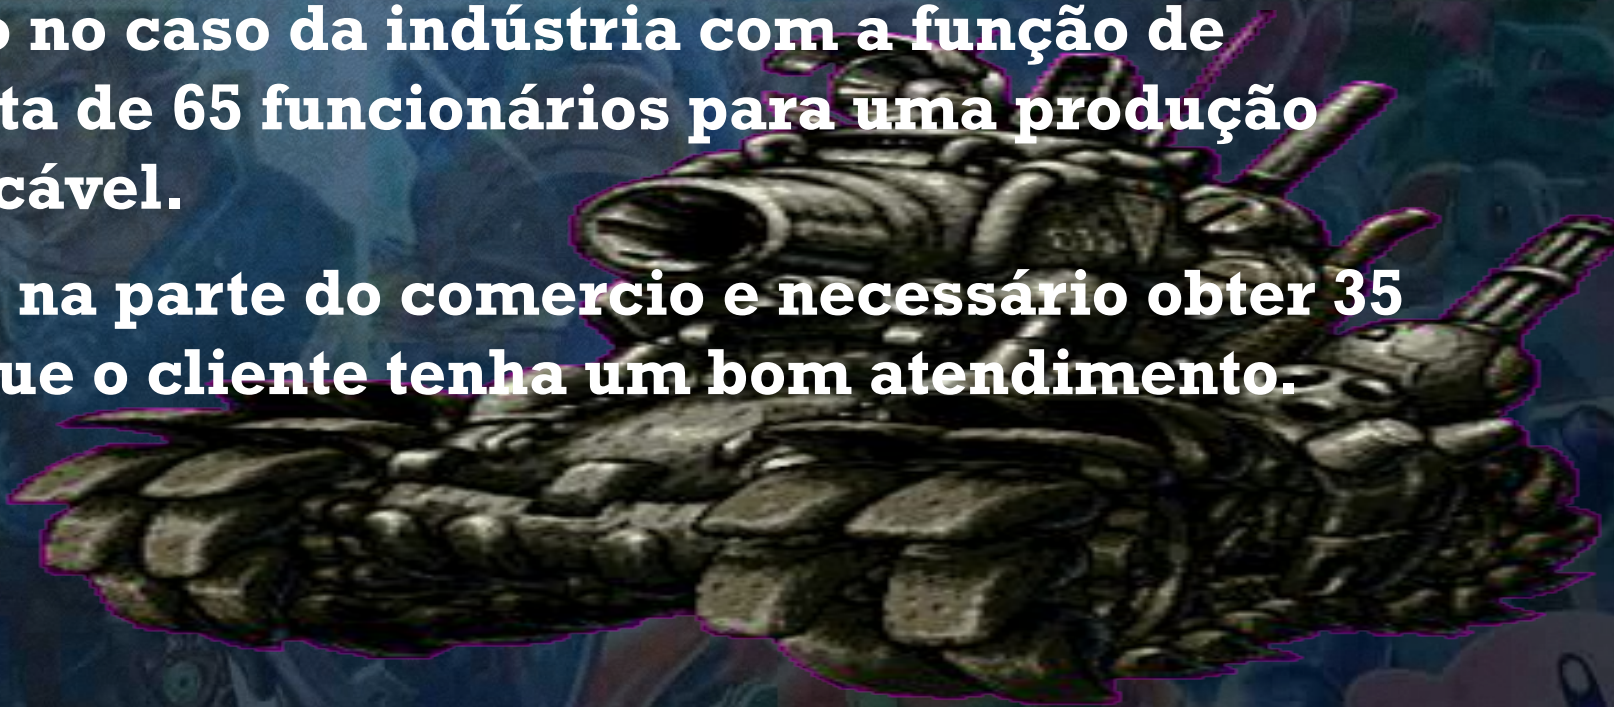 no caso da indústria com a função de
ta de 65 funcionários para uma produção
cável.
na parte do comercio e necessário obter 35
ue o cliente tenha um bom atendimento.